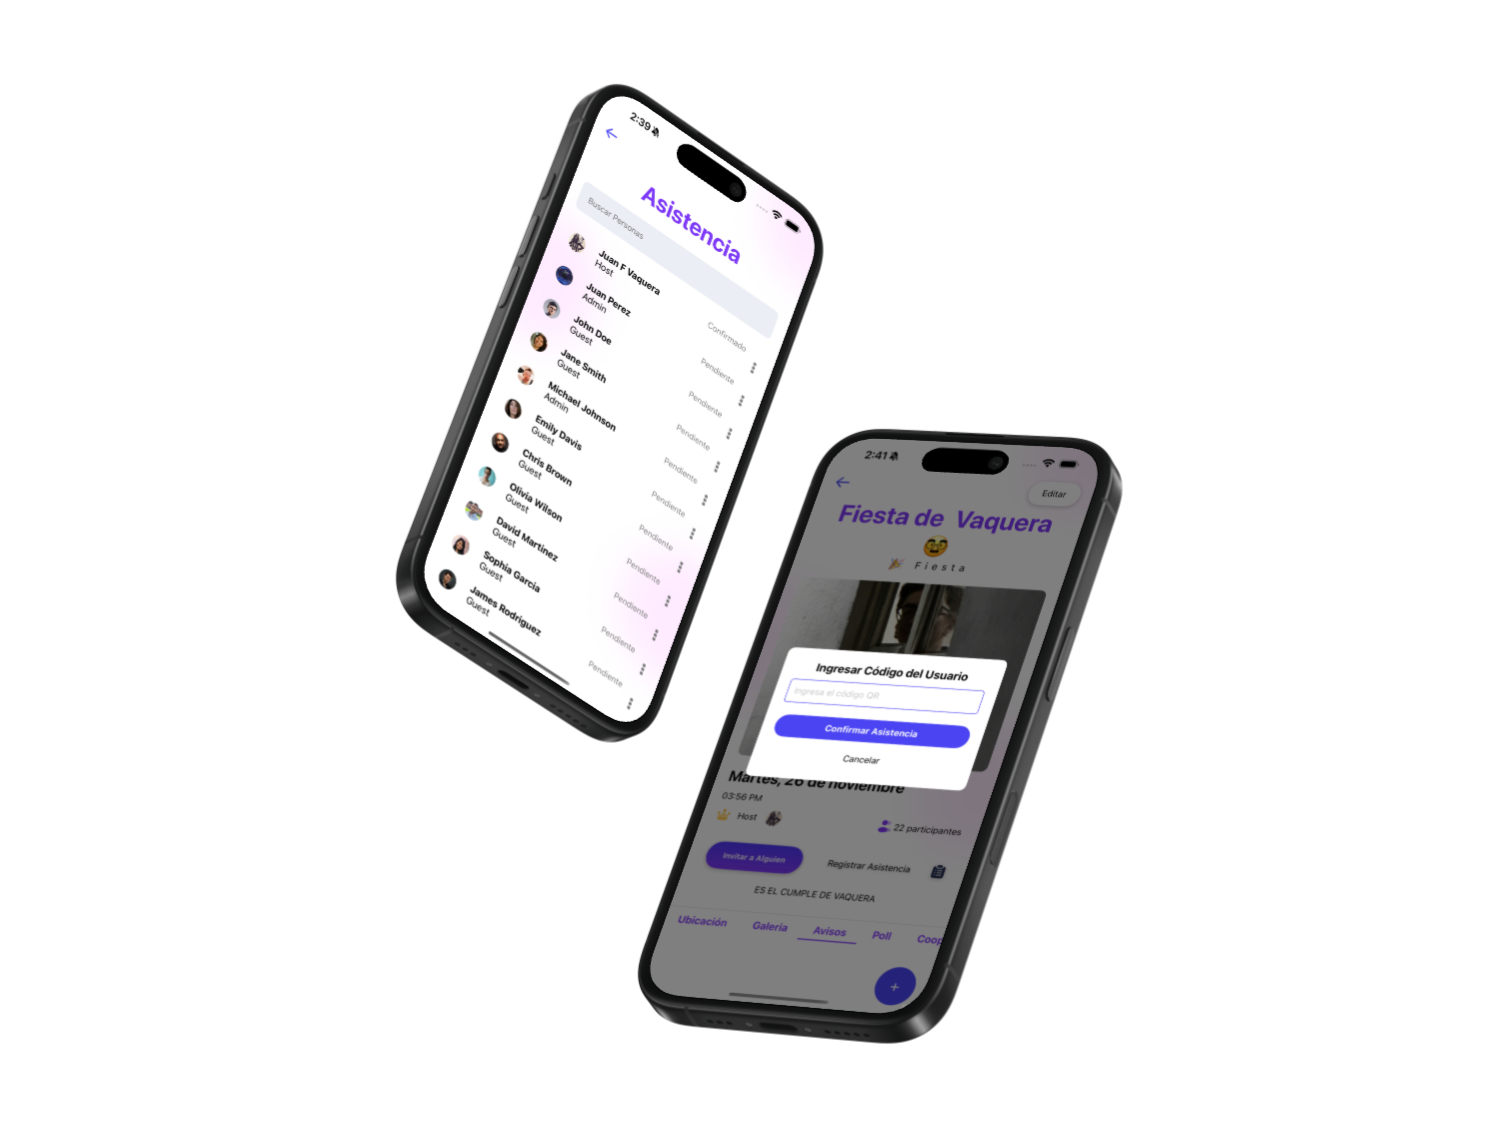 2:39
Asistencia
Buscar Personas
Juan F Vaquera
Host
Confirmado
Juan Perez
Admin
Pendiente
John Doe
Guest
Pendiente
Jane Smith
Guest
Pendiente
Michael Johnson
Admin
Pendiente
Emily Davis
Guest
Pendiente
Chris Brown
Guest
Pendiente
Olivia Wilson
Guest
Pendiente
David Martinez
Guest
Pendiente
Sophia Garcia
Guest
Pendiente
James Rodriguez
Guest
Pendiente
2:41
Editar
Fiesta de Vaquera
🥳
🎉 Fiesta
Ingresar Código del Usuario
Ingresa el código QR
Confirmar Asistencia
Cancelar
Martes, 26 de noviembre
03:56 PM
Host
22 participantes
Invitar a Alguien
Registrar Asistencia
ES EL CUMPLE DE VAQUERA
Ubicación Galería Avisos Poll Coop
+